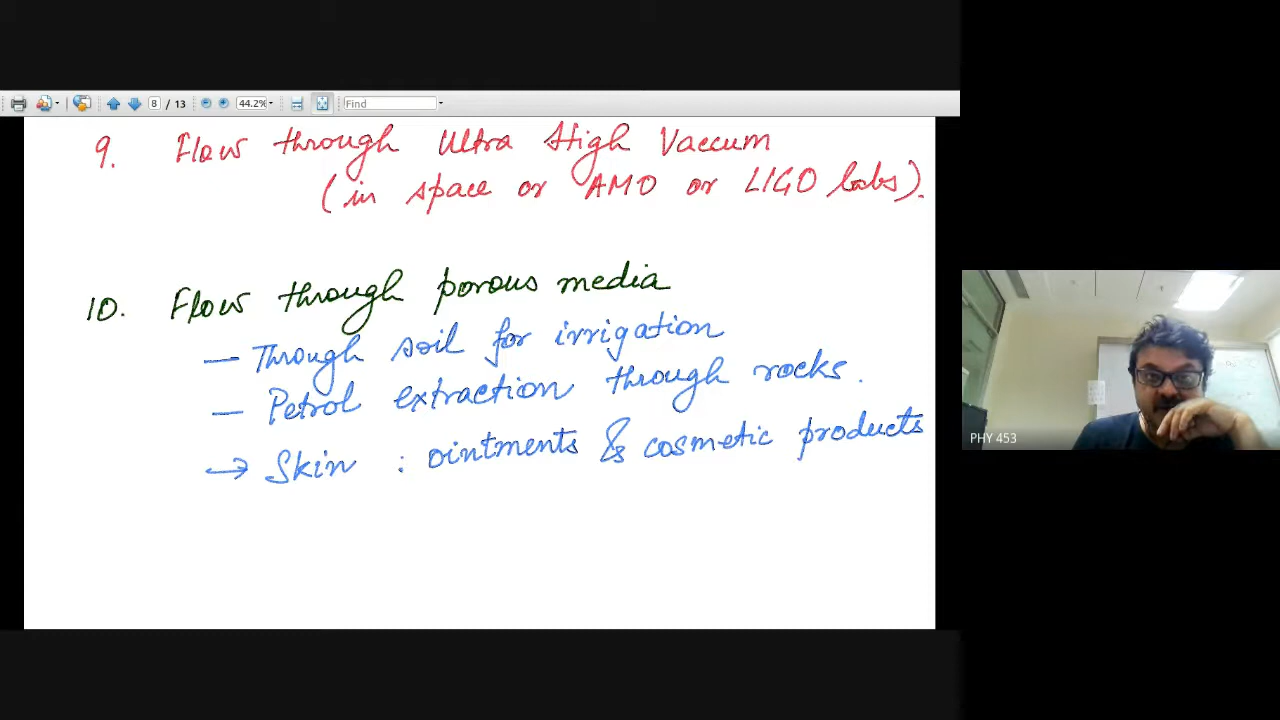 8 / 13 44.2% Find
9. Flow through Ultra High Vaccum
(in space or AMO or LIGO labs).
10. Flow through porous media
— Through soil for irrigation
— Petrol extraction through rocks.
→ Skin : ointments & cosmetic products
PHY 453